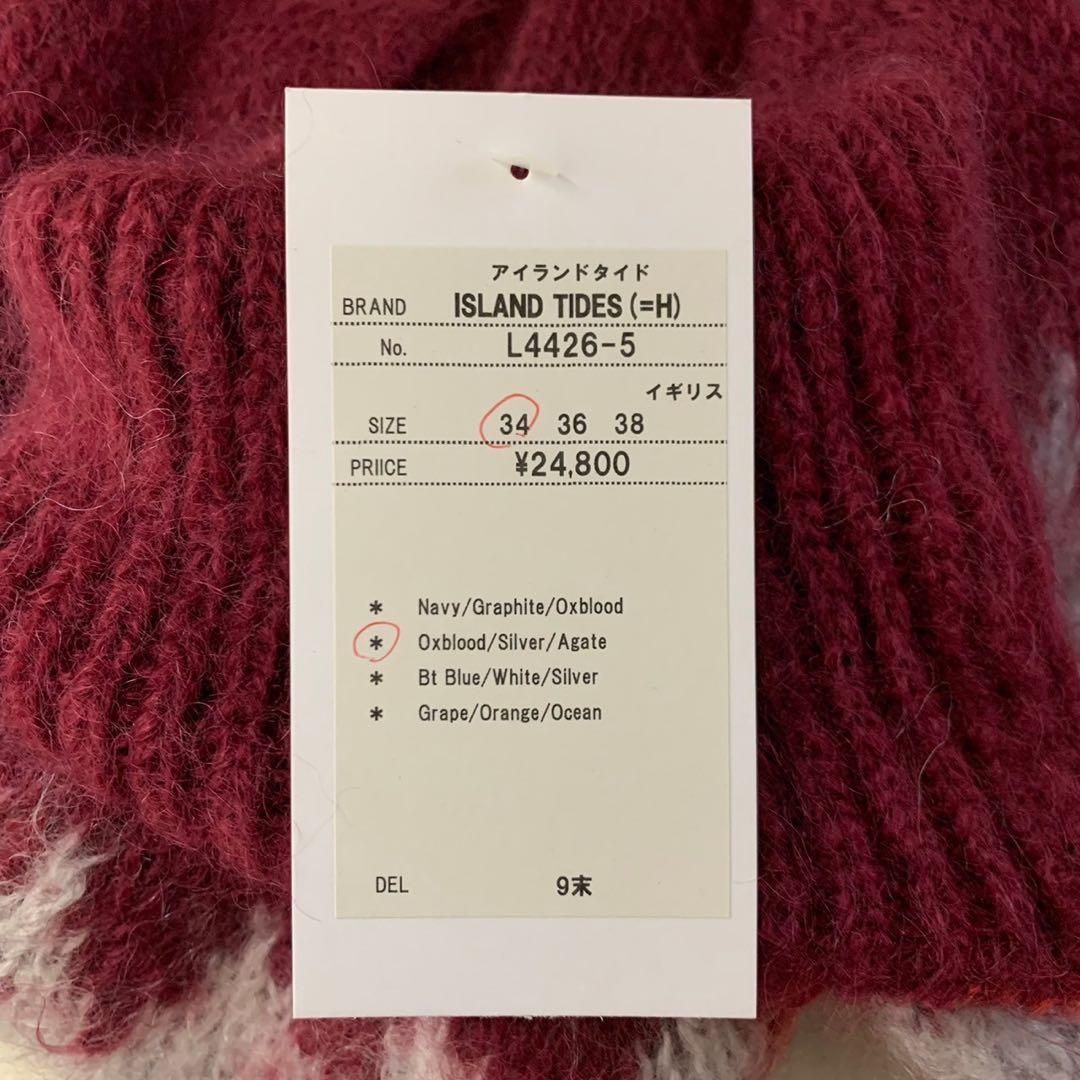 アイランドタイド
BRAND ISLAND TIDES (=H)
No. L4426-5
イギリス
SIZE 34 36 38
PRIICE ¥24,800
* Navy/Graphite/Oxblood
* Oxblood/Silver/Agate
* Bt Blue/White/Silver
* Grape/Orange/Ocean
DEL 9末